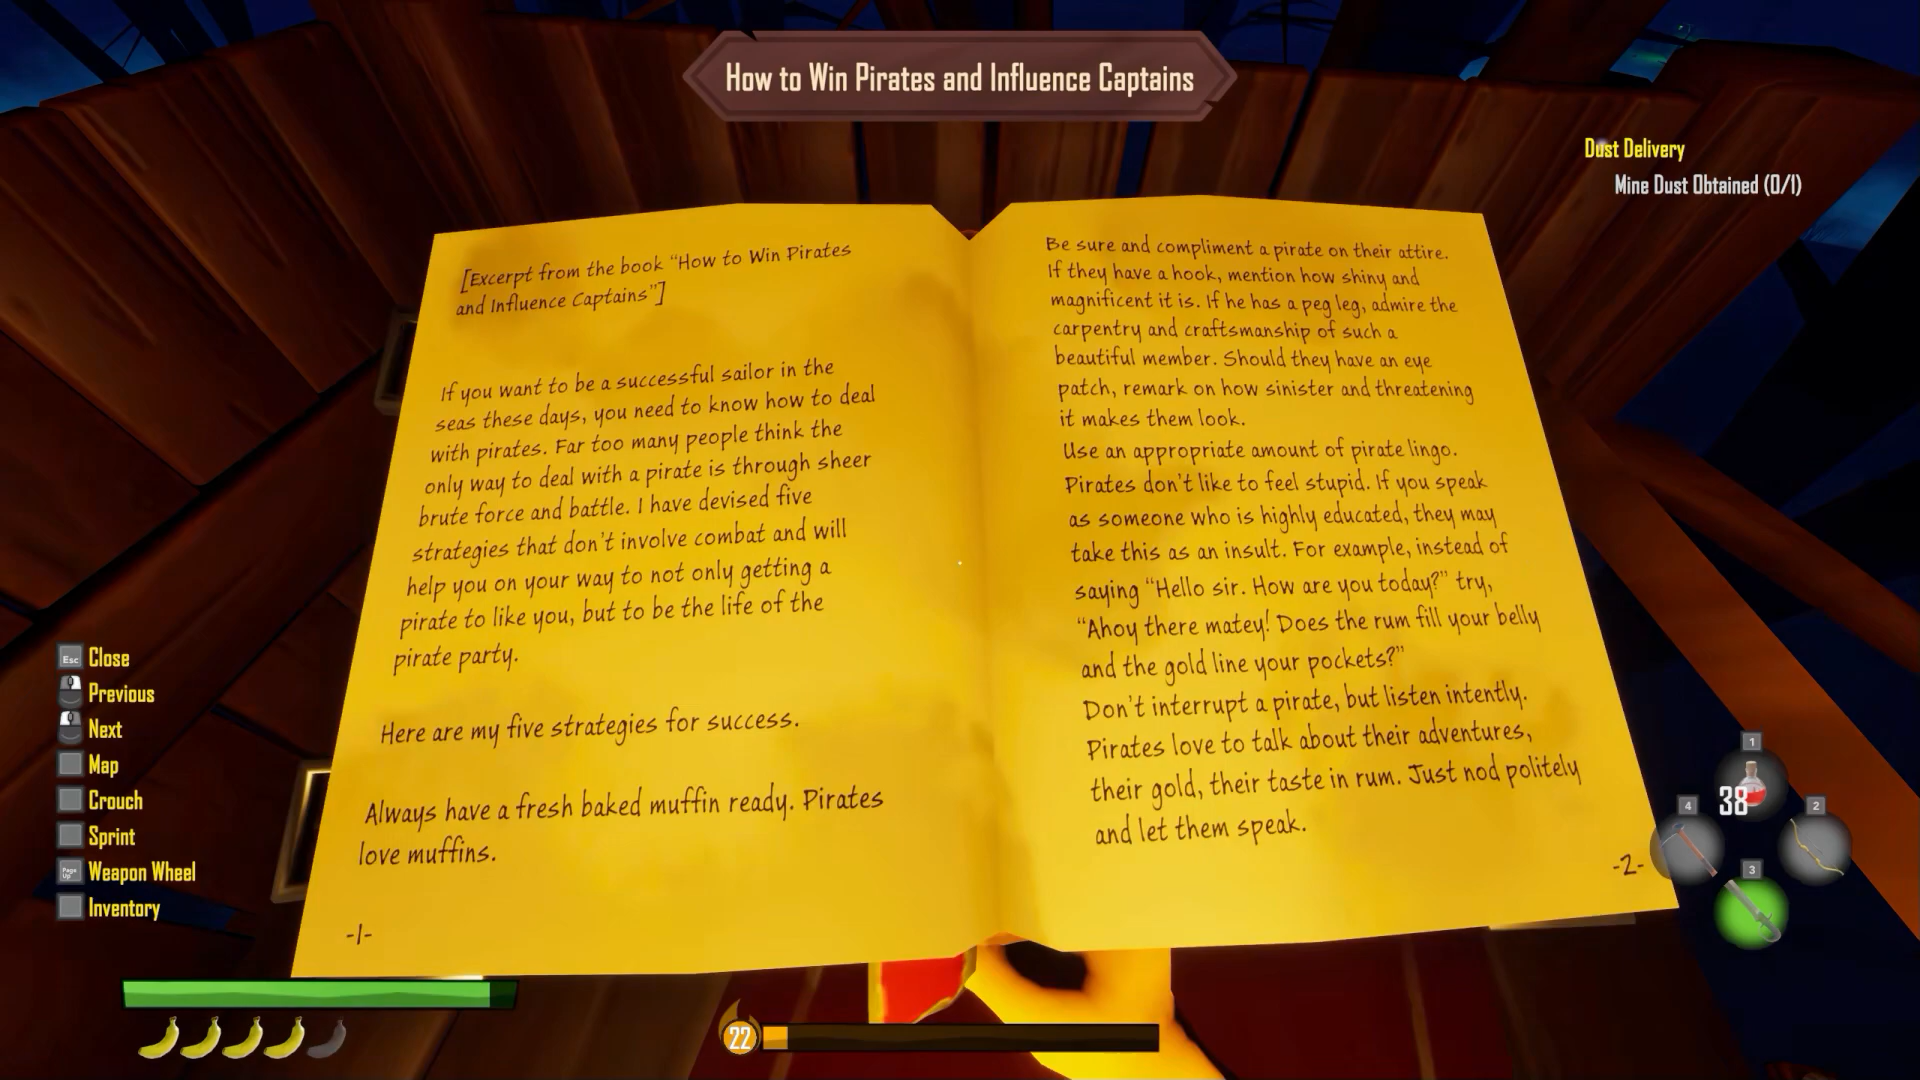 How to Win Pirates and Influence Captains
Dust Delivery
Mine Dust Obtained (0/1)
[Excerpt from the book “How to Win Pirates
and Influence Captains”]
If you want to be a successful sailor in the
seas these days, you need to know how to deal
with pirates. Far too many people think the
only way to deal with a pirate is through sheer
brute force and battle. I have devised five
strategies that don't involve combat and will
help you on your way to not only getting a
pirate to like you, but to be the life of the
pirate party.
Here are my five strategies for success.
Always have a fresh baked muffin ready. Pirates
love muffins.
-1-
Be sure and compliment a pirate on their attire.
If they have a hook, mention how shiny and
magnificent it is. If he has a peg leg, admire the
carpentry and craftsmanship of such a
beautiful member. Should they have an eye
patch, remark on how sinister and threatening
it makes them look.
Use an appropriate amount of pirate lingo.
Pirates don't like to feel stupid. If you speak
as someone who is highly educated, they may
take this as an insult. For example, instead of
saying “Hello sir. How are you today?” try,
“Ahoy there matey! Does the rum fill your belly
and the gold line your pockets?”
Don't interrupt a pirate, but listen intently.
Pirates love to talk about their adventures,
their gold, their taste in rum. Just nod politely
and let them speak.
-2-
Esc Close
Previous
Next
Map
Crouch
Sprint
Page Up Weapon Wheel
Inventory
1
38
4
2
3
22